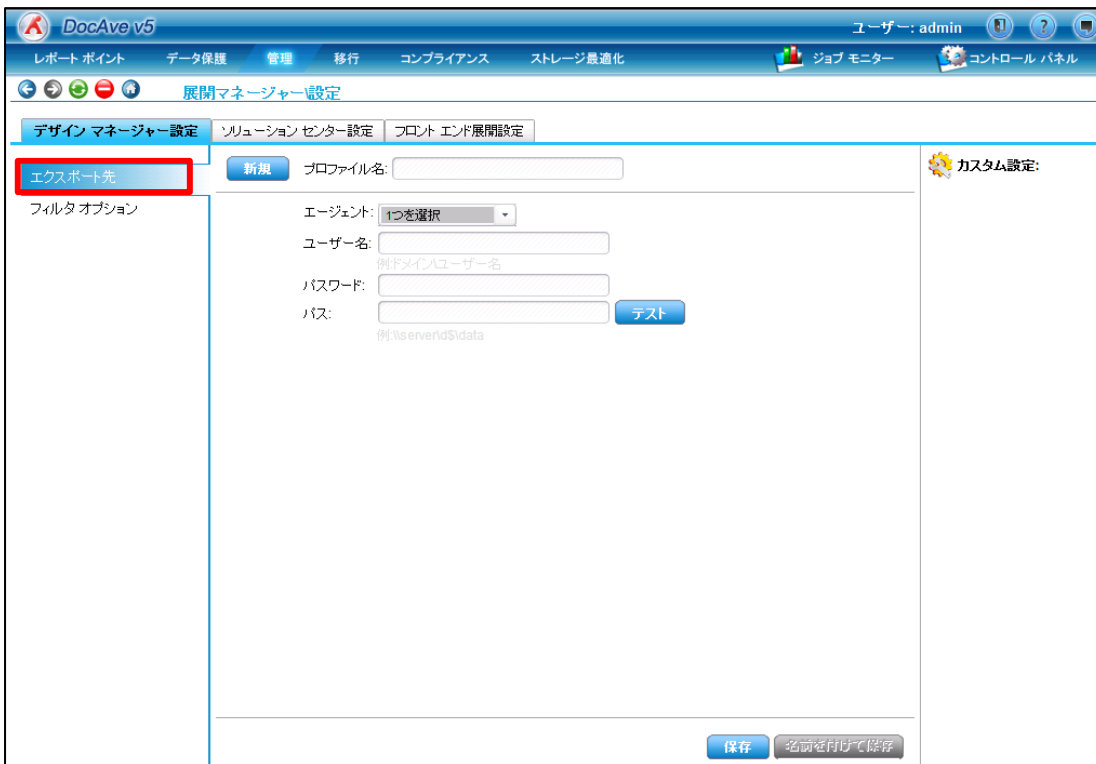 DocAve v5
ユーザー: admin
レポート ポイント データ保護 管理 移行 コンプライアンス ストレージ最適化 ジョブ モニター コントロール パネル
展開マネージャー\設定
デザイン マネージャー設定 ソリューション センター設定 フロント エンド展開設定
エクスポート先
フィルタ オプション
新規 プロファイル名:
カスタム設定:
エージェント: 1つを選択
ユーザー名:
例:ドメイン\ユーザー名
パスワード:
パス: テスト
例:\\server\d$\data
保存 名前を付けて保存